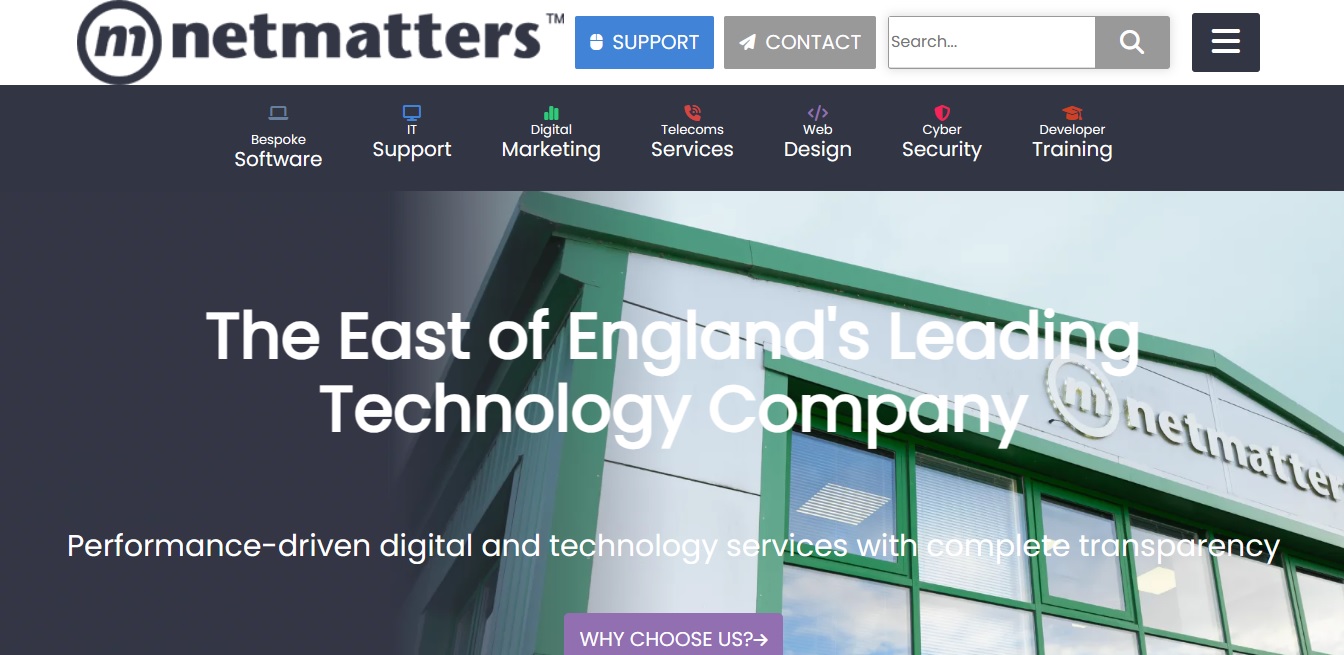 m netmatters™
SUPPORT
CONTACT
Search...
Bespoke
Software
IT
Support
Digital
Marketing
Telecoms
Services
Web
Design
Cyber
Security
Developer
Training
The East of England's Leading
Technology Company
m netmatter
Performance-driven digital and technology services with complete transparency
WHY CHOOSE US?→